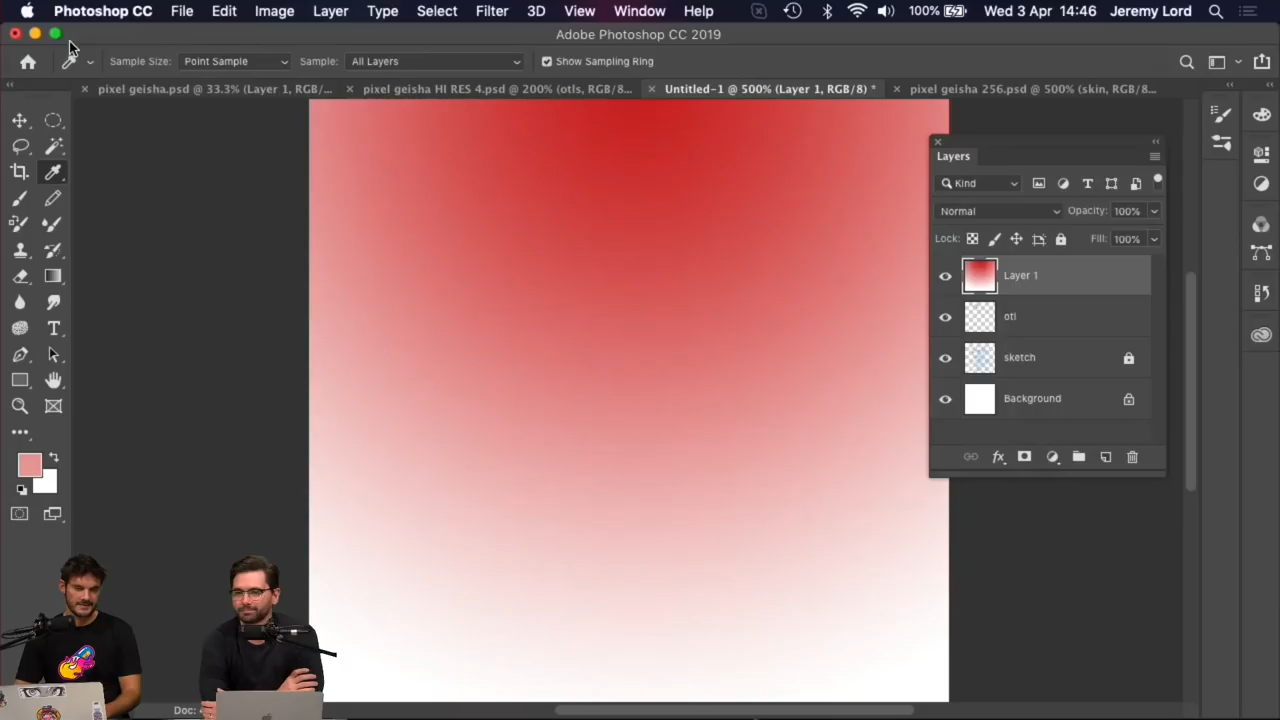 Photoshop CC File Edit Image Layer Type Select Filter 3D View Window Help 100% Wed 3 Apr 14:46 Jeremy Lord
Adobe Photoshop CC 2019
Sample Size: Point Sample Sample: All Layers Show Sampling Ring
pixel geisha.psd @ 33.3% (Layer 1, RGB/... pixel geisha HI RES 4.psd @ 200% (otls, RGB/8... Untitled-1 @ 500% (Layer 1, RGB/8) * pixel geisha 256.psd @ 500% (skin, RGB/8...
Layers
Kind
Normal Opacity: 100%
Lock: Fill: 100%
Layer 1
otl
sketch
Background
Doc: